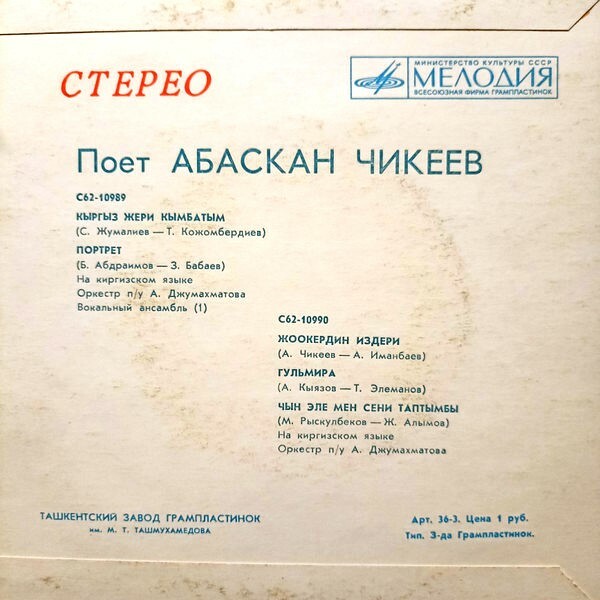 СТЕРЕО
МИНИСТЕРСТВО КУЛЬТУРЫ СССР
МЕЛОДИЯ
ВСЕСОЮЗНАЯ ФИРМА ГРАМПЛАСТИНОК
Поет АБАСКАН ЧИКЕЕВ
С62-10989
КЫРГЫЗ ЖЕРИ КЫМБАТЫМ
(С. Жумалиев — Т. Кожомбердиев)
ПОРТРЕТ
(Б. Абдраимов — З. Бабаев)
На киргизском языке
Оркестр п/у А. Джумахматова
Вокальный ансамбль (1)
С62-10990
ЖООКЕРДИН ИЗДЕРИ
(А. Чикеев — А. Иманбаев)
ГУЛЬМИРА
(А. Кыязов — Т. Элеманов)
ЧЫН ЭЛЕ МЕН СЕНИ ТАПТЫМБЫ
(М. Рыскулбеков — Ж. Алымов)
На киргизском языке
Оркестр п/у А. Джумахматова
ТАШКЕНТСКИЙ ЗАВОД ГРАМПЛАСТИНОК
им. М. Т. ТАШМУХАМЕДОВА
Арт. 36-3. Цена 1 руб.
Тип. З-да Грампластинок.